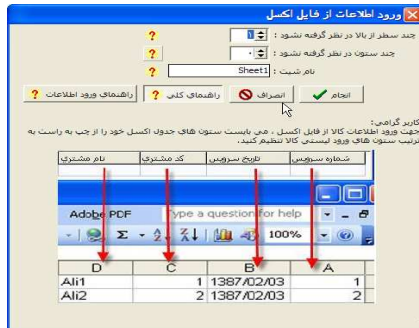 ورود اطلاعات از فایل اکسل
چند سطر از بالا در نظر گرفته نشود : ۱ ?
چند ستون در نظر گرفته نشود : ۰ ?
نام شیت : Sheet1 ?
انجام انصراف راهنمای کلی ? راهنمای ورود اطلاعات ?
کاربر گرامی:
جهت ورود اطلاعات کالا از فایل اکسل ، می بایست ستون های جدول اکسل خود را از چپ به راست به
ترتیب ستون های ورود لیستی کالا تنظیم کنید.
شماره سرویس تاریخ سرویس کد مشتری نام مشتری
Adobe PDF Type a question for help
100%
D C B A
Ali1 1 1387/02/03 1
Ali2 2 1387/02/03 2